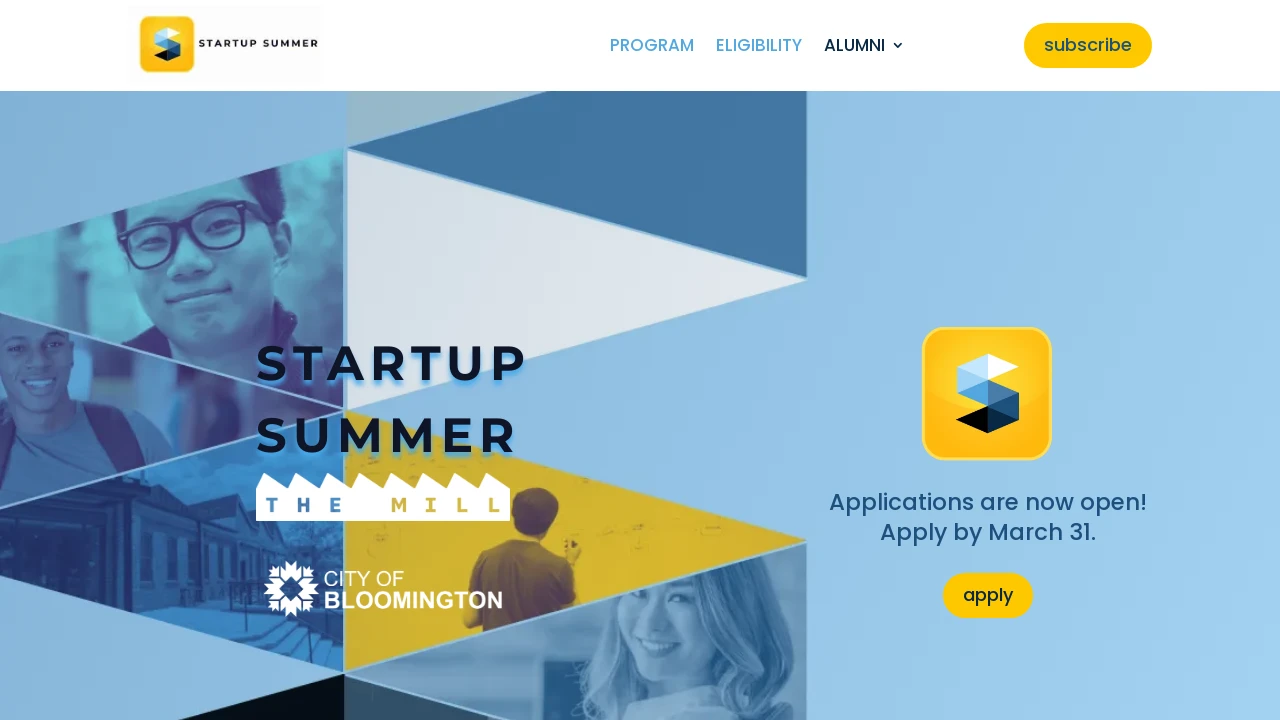 STARTUP SUMMER
PROGRAM
ELIGIBILITY
ALUMNI
subscribe
STARTUP
SUMMER
THE MILL
CITY OF
BLOOMINGTON
Applications are now open!
Apply by March 31.
apply